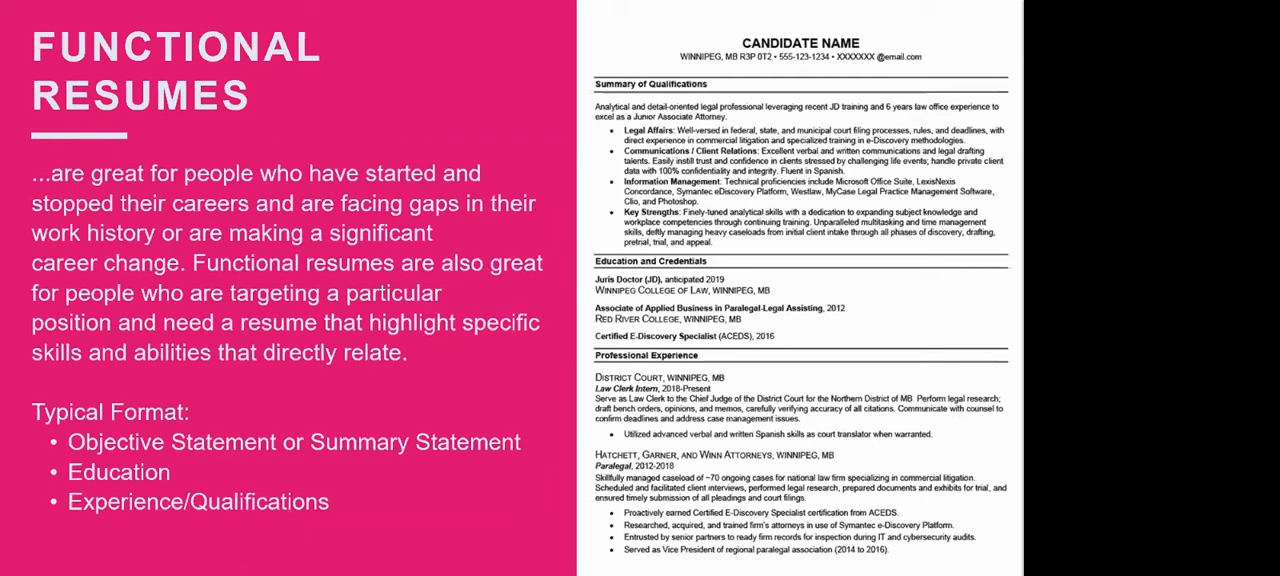 FUNCTIONAL
RESUMES
...are great for people who have started and
stopped their careers and are facing gaps in their
work history or are making a significant
career change. Functional resumes are also great
for people who are targeting a particular
position and need a resume that highlight specific
skills and abilities that directly relate.
Typical Format:
• Objective Statement or Summary Statement
• Education
• Experience/Qualifications
CANDIDATE NAME
WINNIPEG, MB R3P 0T2 • 555-123-1234 • XXXXXXX @email.com
Summary of Qualifications
Analytical and detail-oriented legal professional leveraging recent JD training and 6 years law office experience to
excel as a Junior Associate Attorney.
• Legal Affairs: Well-versed in federal, state, and municipal court filing processes, rules, and deadlines, with
direct experience in commercial litigation and specialized training in e-Discovery methodologies.
• Communications / Client Relations: Excellent verbal and written communications and legal drafting
talents. Easily instill trust and confidence in clients stressed by challenging life events; handle private client
data with 100% confidentiality and integrity. Fluent in Spanish.
• Information Management: Technical proficiencies include Microsoft Office Suite, LexisNexis
Concordance, Symantec eDiscovery Platform, Westlaw, MyCase Legal Practice Management Software,
Clio, and Photoshop.
• Key Strengths: Finely-tuned analytical skills with a dedication to expanding subject knowledge and
workplace competencies through continuing training. Unparalleled multitasking and time management
skills, deftly managing heavy caseloads from initial client intake through all phases of discovery, drafting,
pretrial, trial, and appeal.
Education and Credentials
Juris Doctor (JD), anticipated 2019
WINNIPEG COLLEGE OF LAW, WINNIPEG, MB
Associate of Applied Business in Paralegal-Legal Assisting, 2012
RED RIVER COLLEGE, WINNIPEG, MB
Certified E-Discovery Specialist (ACEDS), 2016
Professional Experience
DISTRICT COURT, WINNIPEG, MB
Law Clerk Intern, 2018-Present
Serve as Law Clerk to the Chief Judge of the District Court for the Northern District of MB. Perform legal research;
draft bench orders, opinions, and memos, carefully verifying accuracy of all citations. Communicate with counsel to
confirm deadlines and address case management issues.
• Utilized advanced verbal and written Spanish skills as court translator when warranted.
HATCHETT, GARNER, AND WINN ATTORNEYS, WINNIPEG, MB
Paralegal, 2012-2018
Skillfully managed caseload of ~70 ongoing cases for national law firm specializing in commercial litigation.
Scheduled and facilitated client interviews, performed legal research, prepared documents and exhibits for trial, and
ensured timely submission of all pleadings and court filings.
• Proactively earned Certified E-Discovery Specialist certification from ACEDS.
• Researched, acquired, and trained firm's attorneys in use of Symantec e-Discovery Platform.
• Entrusted by senior partners to ready firm records for inspection during IT and cybersecurity audits.
• Served as Vice President of regional paralegal association (2014 to 2016).